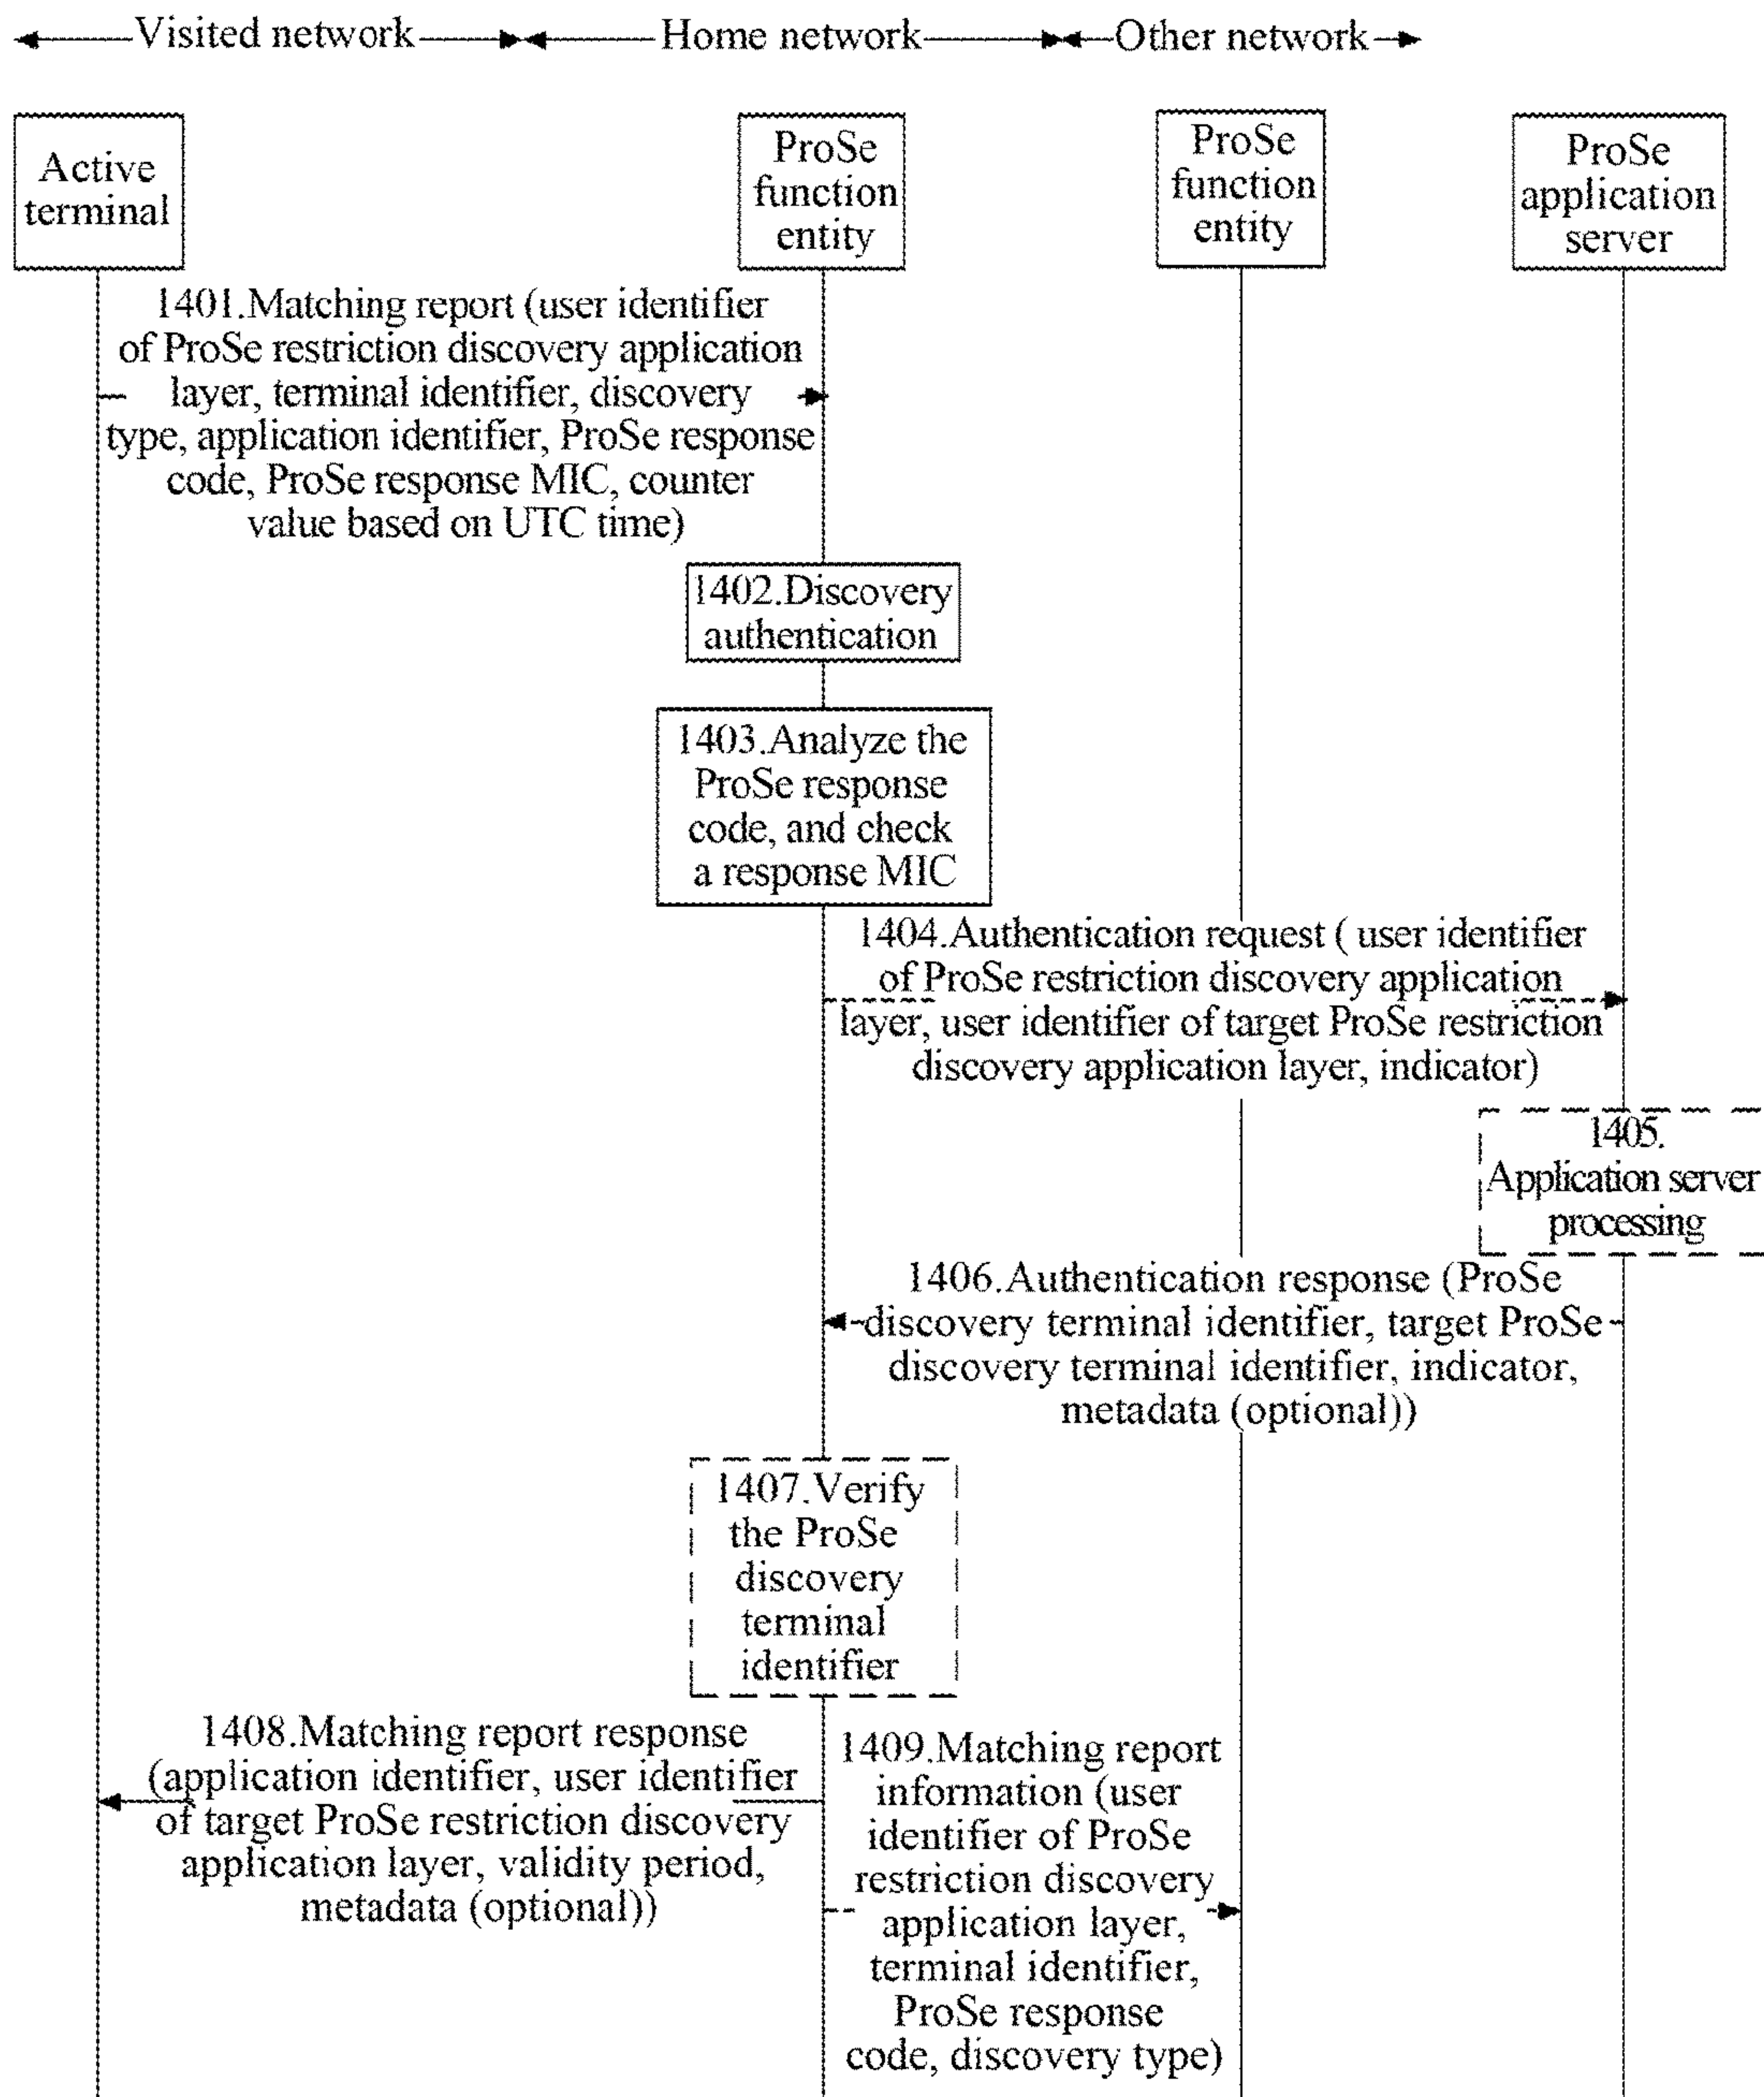 Visited network
Home network
Other network
Active
terminal
ProSe
function
entity
ProSe
function
entity
ProSe
application
server
1401.Matching report (user identifier
of ProSe restriction discovery application
layer, terminal identifier, discovery
type, application identifier, ProSe response
code, ProSe response MIC, counter
value based on UTC time)
1402.Discovery
authentication
1403.Analyze the
ProSe response
code, and check
a response MIC
1404.Authentication request ( user identifier
of ProSe restriction discovery application
layer, user identifier of target ProSe restriction
discovery application layer, indicator)
1405.
Application server
processing
1406.Authentication response (ProSe
discovery terminal identifier, target ProSe
discovery terminal identifier, indicator,
metadata (optional))
1407.Verify
the ProSe
discovery
terminal
identifier
1408.Matching report response
(application identifier, user identifier
of target ProSe restriction discovery
application layer, validity period,
metadata (optional))
1409.Matching report
information (user
identifier of ProSe
restriction discovery
application layer,
terminal identifier,
ProSe response
code, discovery type)